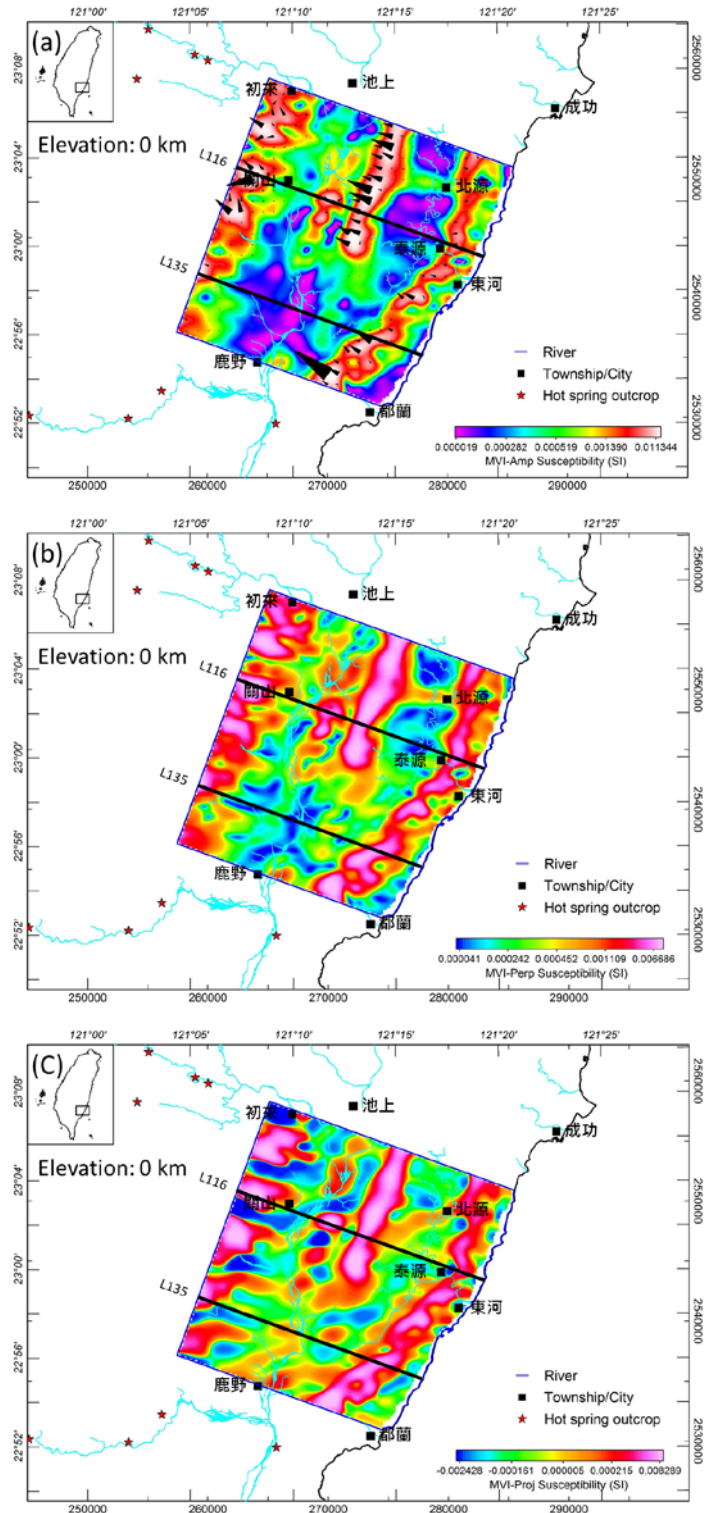 121°00' 121°05' 121°10' 121°15' 121°20' 121°25'
(a)
池上
初來
成功
Elevation: 0 km
L116
關山
北源
泰源
L135
東河
鹿野
都蘭
River
Township/City
Hot spring outcrop
0.000019 0.000282 0.000519 0.001390 0.011344
MVI-Amp Susceptibility (SI)
23°08' 23°04' 23°00' 22°56' 22°52'
2560000 2550000 2540000 2530000
250000 260000 270000 280000 290000
121°00' 121°05' 121°10' 121°15' 121°20' 121°25'
(b)
池上
初來
成功
Elevation: 0 km
L116
關山
北源
泰源
L135
東河
鹿野
都蘭
River
Township/City
Hot spring outcrop
0.000041 0.000242 0.000452 0.001109 0.006686
MVI-Perp Susceptibility (SI)
23°08' 23°04' 23°00' 22°56' 22°52'
2560000 2550000 2540000 2530000
250000 260000 270000 280000 290000
121°00' 121°05' 121°10' 121°15' 121°20' 121°25'
(C)
池上
初來
成功
Elevation: 0 km
L116
關山
北源
泰源
L135
東河
鹿野
都蘭
River
Township/City
Hot spring outcrop
-0.002428 -0.000161 0.000005 0.000215 0.008289
MVI-Proj Susceptibility (SI)
23°08' 23°04' 23°00' 22°56' 22°52'
2560000 2550000 2540000 2530000
250000 260000 270000 280000 290000